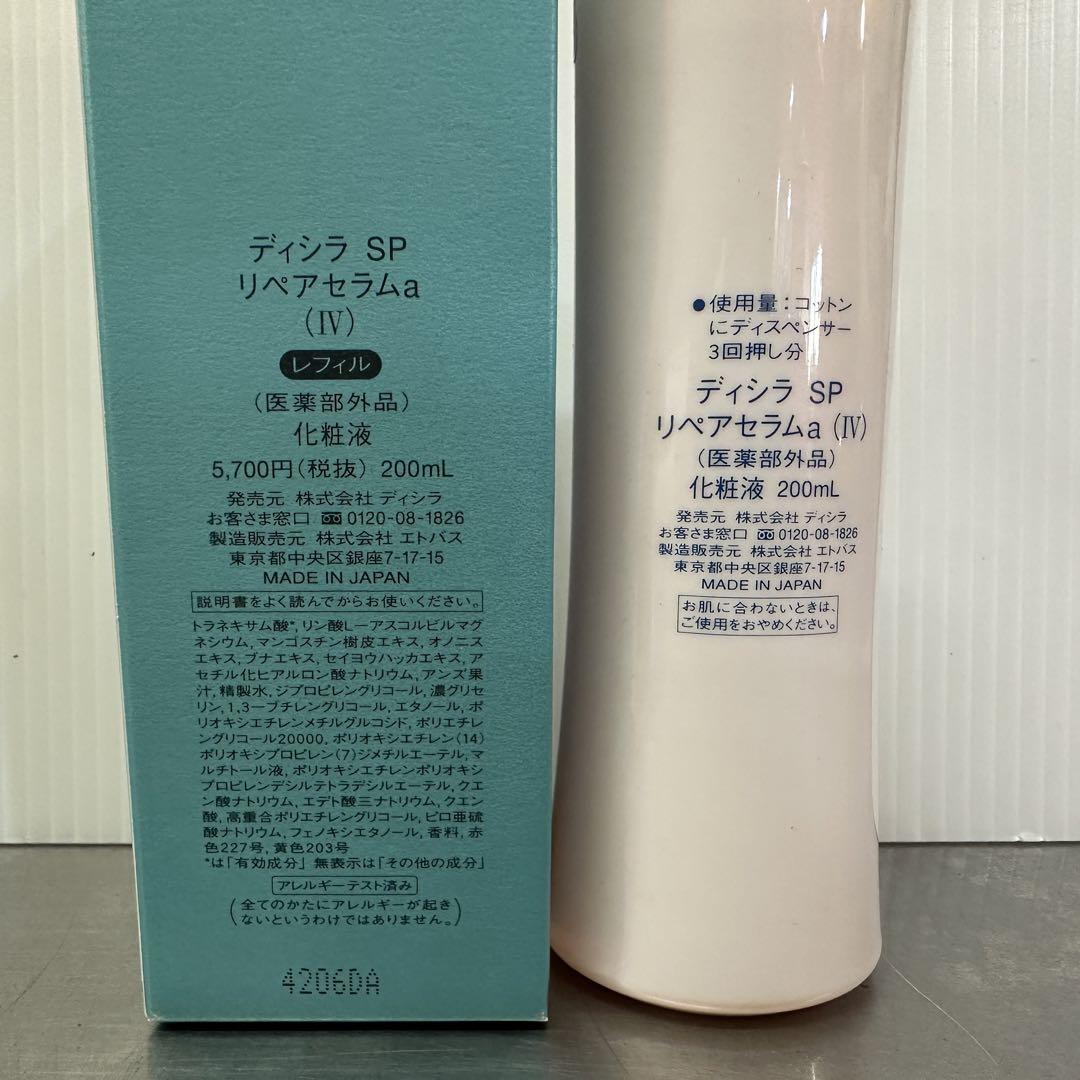 ディシラ SP
リペアセラムa
(IV)
レフィル
(医薬部外品)
化粧液
5,700円(税抜) 200mL
発売元 株式会社 ディシラ
お客さま窓口 0120-08-1826
製造販売元 株式会社 エトバス
東京都中央区銀座7-17-15
MADE IN JAPAN
説明書をよく読んでからお使いください。
トラネキサム酸*, リン酸L-アスコルビルマグ
ネシウム, マンゴスチン樹皮エキス, オノニス
エキス, ブナエキス, セイヨウハッカエキス, ア
セチル化ヒアルロン酸ナトリウム, アンズ果
汁, 精製水, ジプロピレングリコール, 濃グリセ
リン, 1,3-ブチレングリコール, エタノール, ポ
リオキシエチレンメチルグルコシド, ポリエチレ
ングリコール20000, ポリオキシエチレン(14)
ポリオキシプロピレン(7)ジメチルエーテル, マ
ルチトール液, ポリオキシエチレンポリオキシ
プロピレンデシルテトラデシルエーテル, クエ
ン酸ナトリウム, エデト酸三ナトリウム, クエン
酸, 高重合ポリエチレングリコール, ピロ亜硫
酸ナトリウム, フェノキシエタノール, 香料, 赤
色227号, 黄色203号
*は「有効成分」 無表示は「その他の成分」
アレルギーテスト済み
(全てのかたにアレルギーが起き
ないというわけではありません。)
4206DA
●使用量:コットン
にディスペンサー
3回押し分
ディシラ SP
リペアセラムa (IV)
(医薬部外品)
化粧液 200mL
発売元 株式会社 ディシラ
お客さま窓口 0120-08-1826
製造販売元 株式会社 エトバス
東京都中央区銀座7-17-15
MADE IN JAPAN
お肌に合わないときは、
ご使用をおやめください。